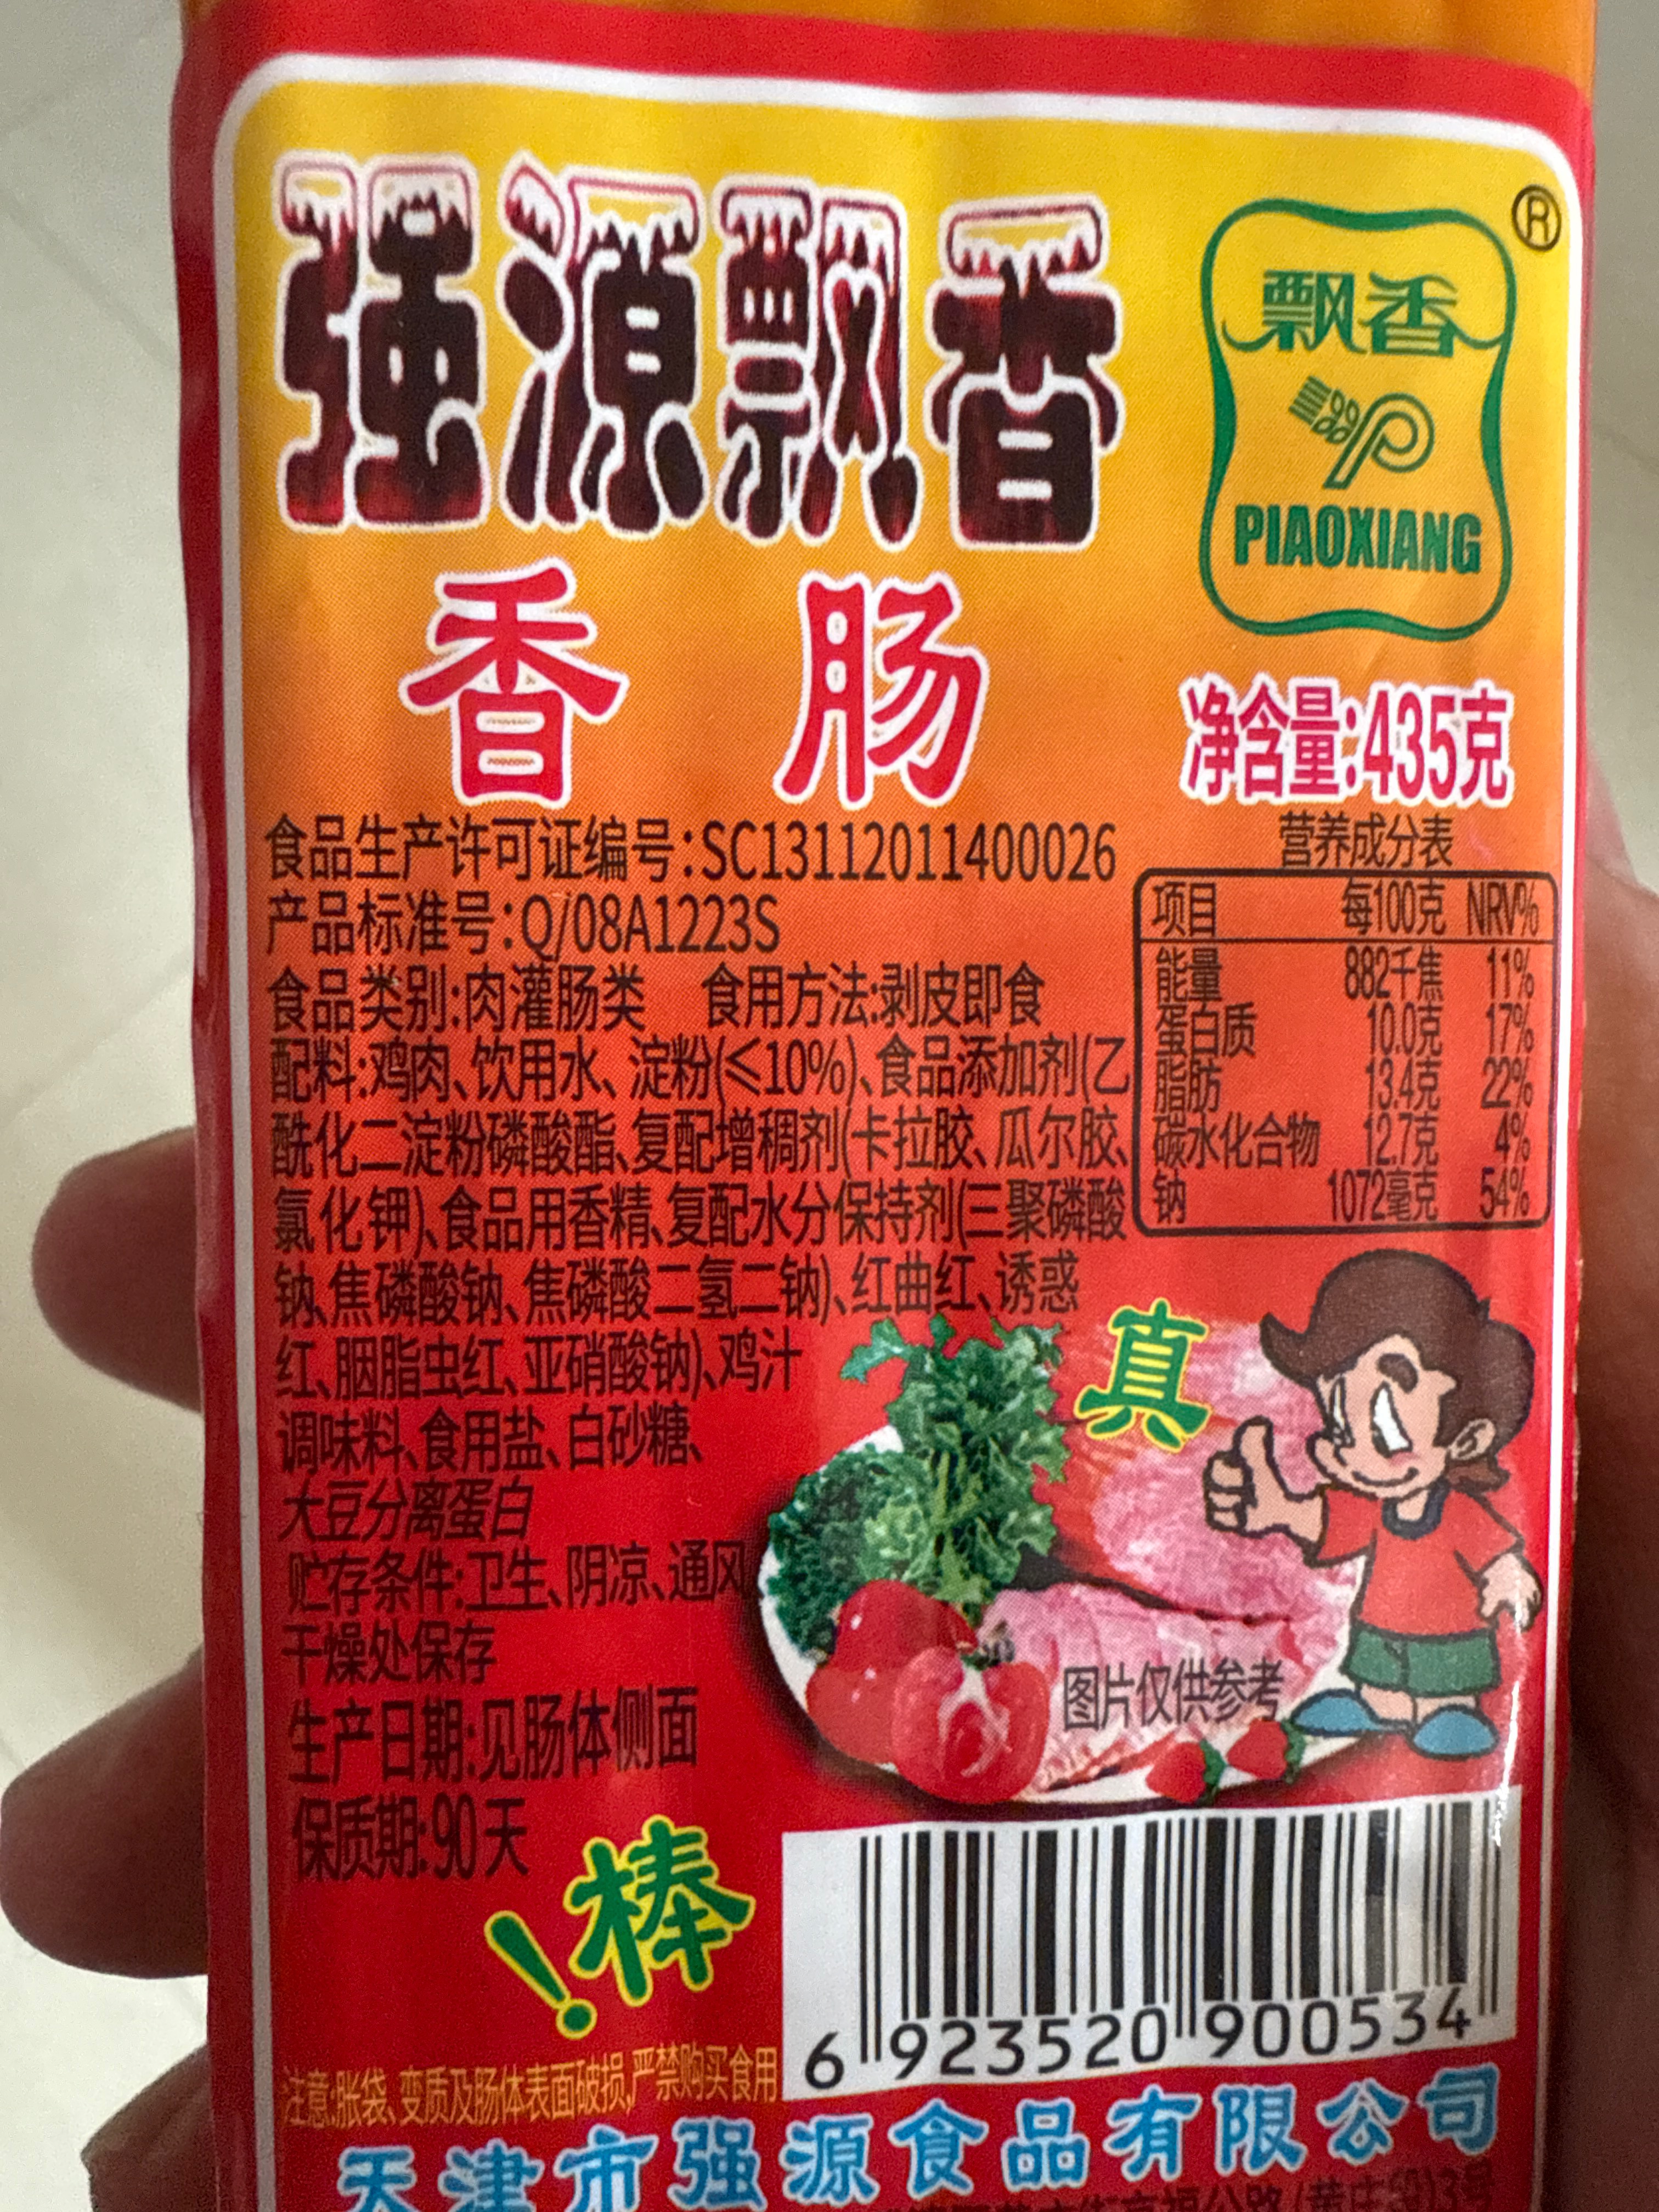 强源飘香
®
飘香
PIAOXIANG
香肠
净含量:435克
食品生产许可证编号:SC13112011400026
产品标准号:Q/08A1223S
食品类别:肉灌肠类 食用方法:剥皮即食
配料:鸡肉、饮用水、淀粉(≤10%)、食品添加剂(乙
酰化二淀粉磷酸酯、复配增稠剂(卡拉胶、瓜尔胶、
氯化钾)、食品用香精、复配水分保持剂(三聚磷酸
钠、焦磷酸钠、焦磷酸二氢二钠)、红曲红、诱惑
红、胭脂虫红、亚硝酸钠)、鸡汁
调味料、食用盐、白砂糖、
大豆分离蛋白
贮存条件:卫生、阴凉、通风
干燥处保存
生产日期:见肠体侧面
保质期:90天
营养成分表
项目 每100克 NRV%
能量 882千焦 11%
蛋白质 10.0克 17%
脂肪 13.4克 22%
碳水化合物 12.7克 4%
钠 1072毫克 54%
真
图片仅供参考
棒!
6 923520 900534
注意:胀袋、变质及肠体表面破损,严禁购买食用
天津市强源食品有限公司